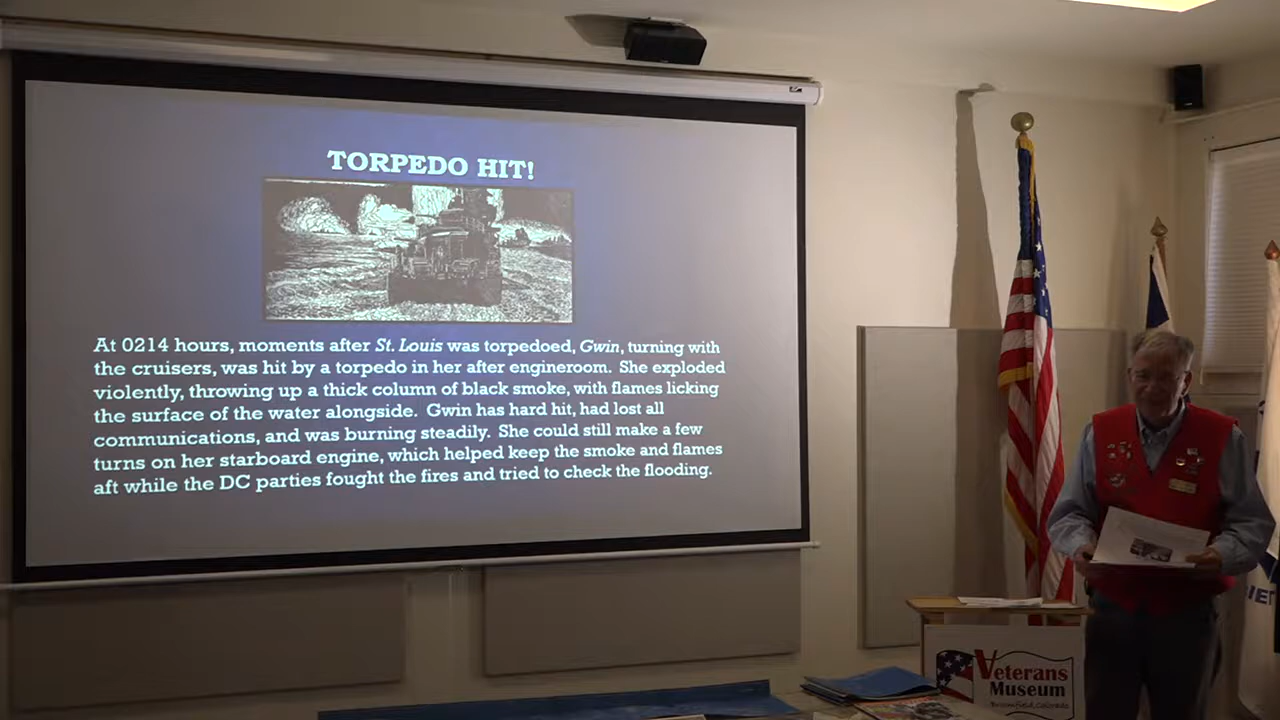 TORPEDO HIT!
At 0214 hours, moments after St. Louis was torpedoed, Gwin, turning with
the cruisers, was hit by a torpedo in her after engineroom. She exploded
violently, throwing up a thick column of black smoke, with flames licking
the surface of the water alongside. Gwin has hard hit, had lost all
communications, and was burning steadily. She could still make a few
turns on her starboard engine, which helped keep the smoke and flames
aft while the DC parties fought the fires and tried to check the flooding.
Veterans
Museum
Broomfield, Colorado